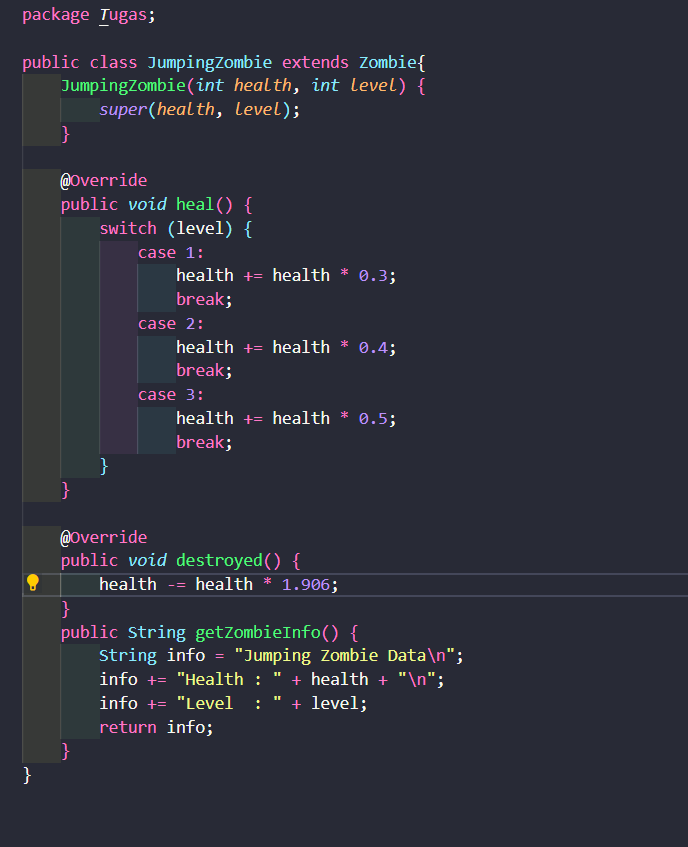 package Tugas;
public class JumpingZombie extends Zombie{
JumpingZombie(int health, int level) {
super(health, level);
}
@Override
public void heal() {
switch (level) {
case 1:
health += health * 0.3;
break;
case 2:
health += health * 0.4;
break;
case 3:
health += health * 0.5;
break;
}
}
@Override
public void destroyed() {
health -= health * 1.906;
}
public String getZombieInfo() {
String info = "Jumping Zombie Data\n";
info += "Health : " + health + "\n";
info += "Level  : " + level;
return info;
}
}